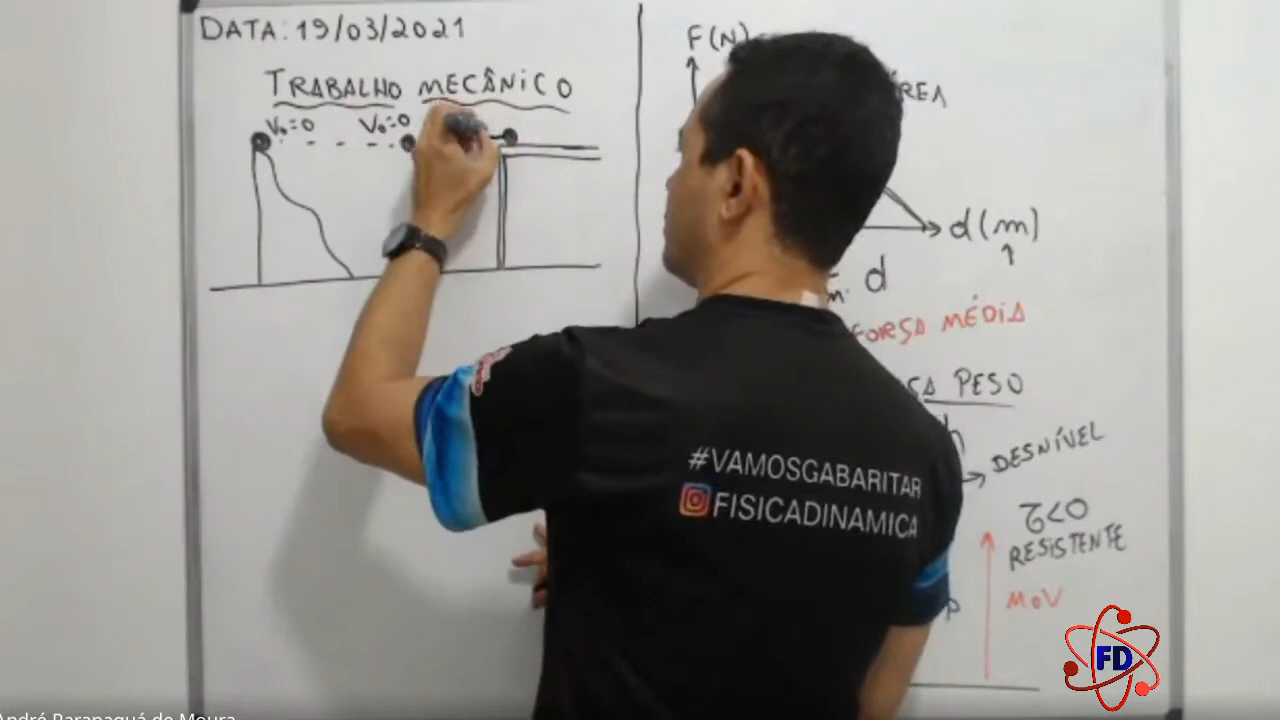 DATA: 19/03/2021
TRABALHO MECÂNICO
V₀=0 V₀=0
F(N)
ÁREA
d(m)
d
FORÇA MÉDIA
PESO
h
DESNÍVEL
τ<0
RESISTENTE
MOV
P
#VAMOSGABARITAR
FISICADINAMICA
FD
André Paranaguá de Moura